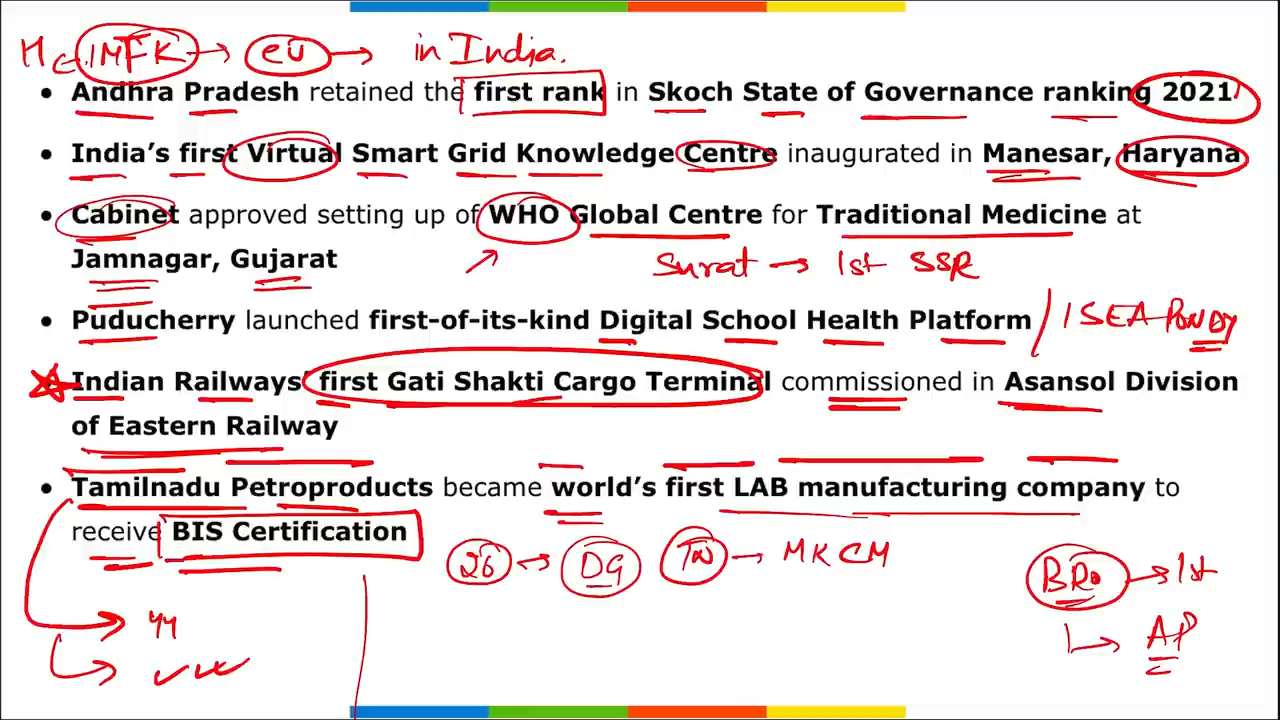 IMFK → eU → in India.
• Andhra Pradesh retained the first rank in Skoch State of Governance ranking 2021
• India's first Virtual Smart Grid Knowledge Centre inaugurated in Manesar, Haryana
• Cabinet approved setting up of WHO Global Centre for Traditional Medicine at
Jamnagar, Gujarat
Surat → 1st SSR
• Puducherry launched first-of-its-kind Digital School Health Platform
• Indian Railways' first Gati Shakti Cargo Terminal commissioned in Asansol Division
of Eastern Railway
• Tamilnadu Petroproducts became world's first LAB manufacturing company to
receive BIS Certification
26 DG TN → MK CM
BRO → 1st
AP